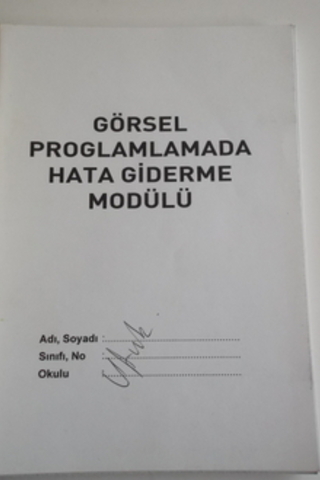 GÖRSEL
PROGLAMLAMADA
HATA GİDERME
MODÜLÜ
Adı, Soyadı :
Sınıfı, No :
Okulu :